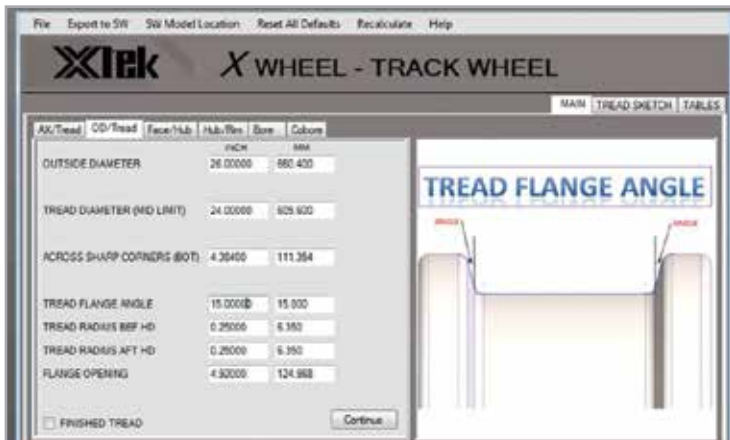 File Export to SW SW Model Location Reset All Defaults Recalculate Help
Xtek X WHEEL - TRACK WHEEL
MAIN TREAD SKETCH TABLES
AX/Tread OD/Tread Face/Hub Hub/Rim Bore Cobore
INCH MM
OUTSIDE DIAMETER 26.00000 660.400
TREAD DIAMETER (MID LIMIT) 24.00000 609.600
ACROSS SHARP CORNERS (BOT) 4.38400 111.354
TREAD FLANGE ANGLE 15.00000 15.000
TREAD RADIUS BEF HD 0.25000 6.350
TREAD RADIUS AFT HD 0.25000 6.350
FLANGE OPENING 4.92000 124.968
FINISHED TREAD Continue
TREAD FLANGE ANGLE
ANGLE ANGLE